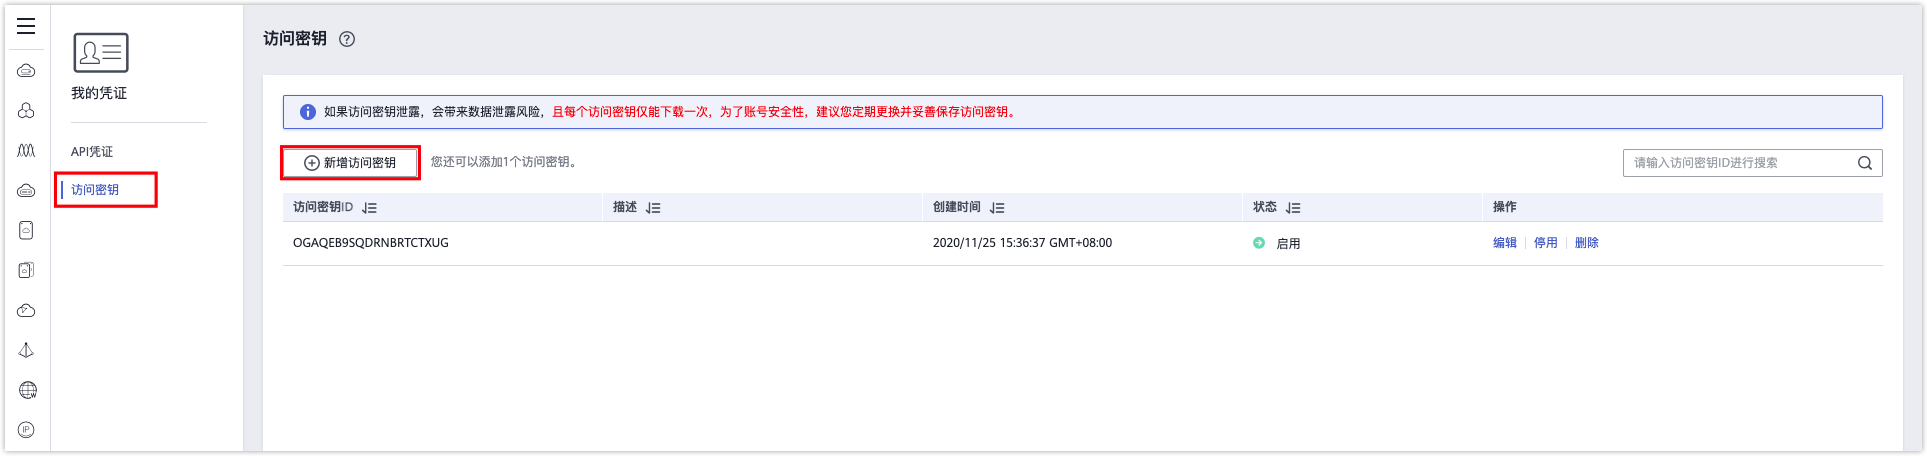 我的凭证
API凭证
访问密钥
访问密钥 ?
如果访问密钥泄露，会带来数据泄露风险，且每个访问密钥仅能下载一次，为了账号安全性，建议您定期更换并妥善保存访问密钥。
新增访问密钥 您还可以添加1个访问密钥。 请输入访问密钥ID进行搜索
访问密钥ID 描述 创建时间 状态 操作
OGAQEB9SQDRNBRTCTXUG 2020/11/25 15:36:37 GMT+08:00 启用 编辑 停用 删除
W
IP